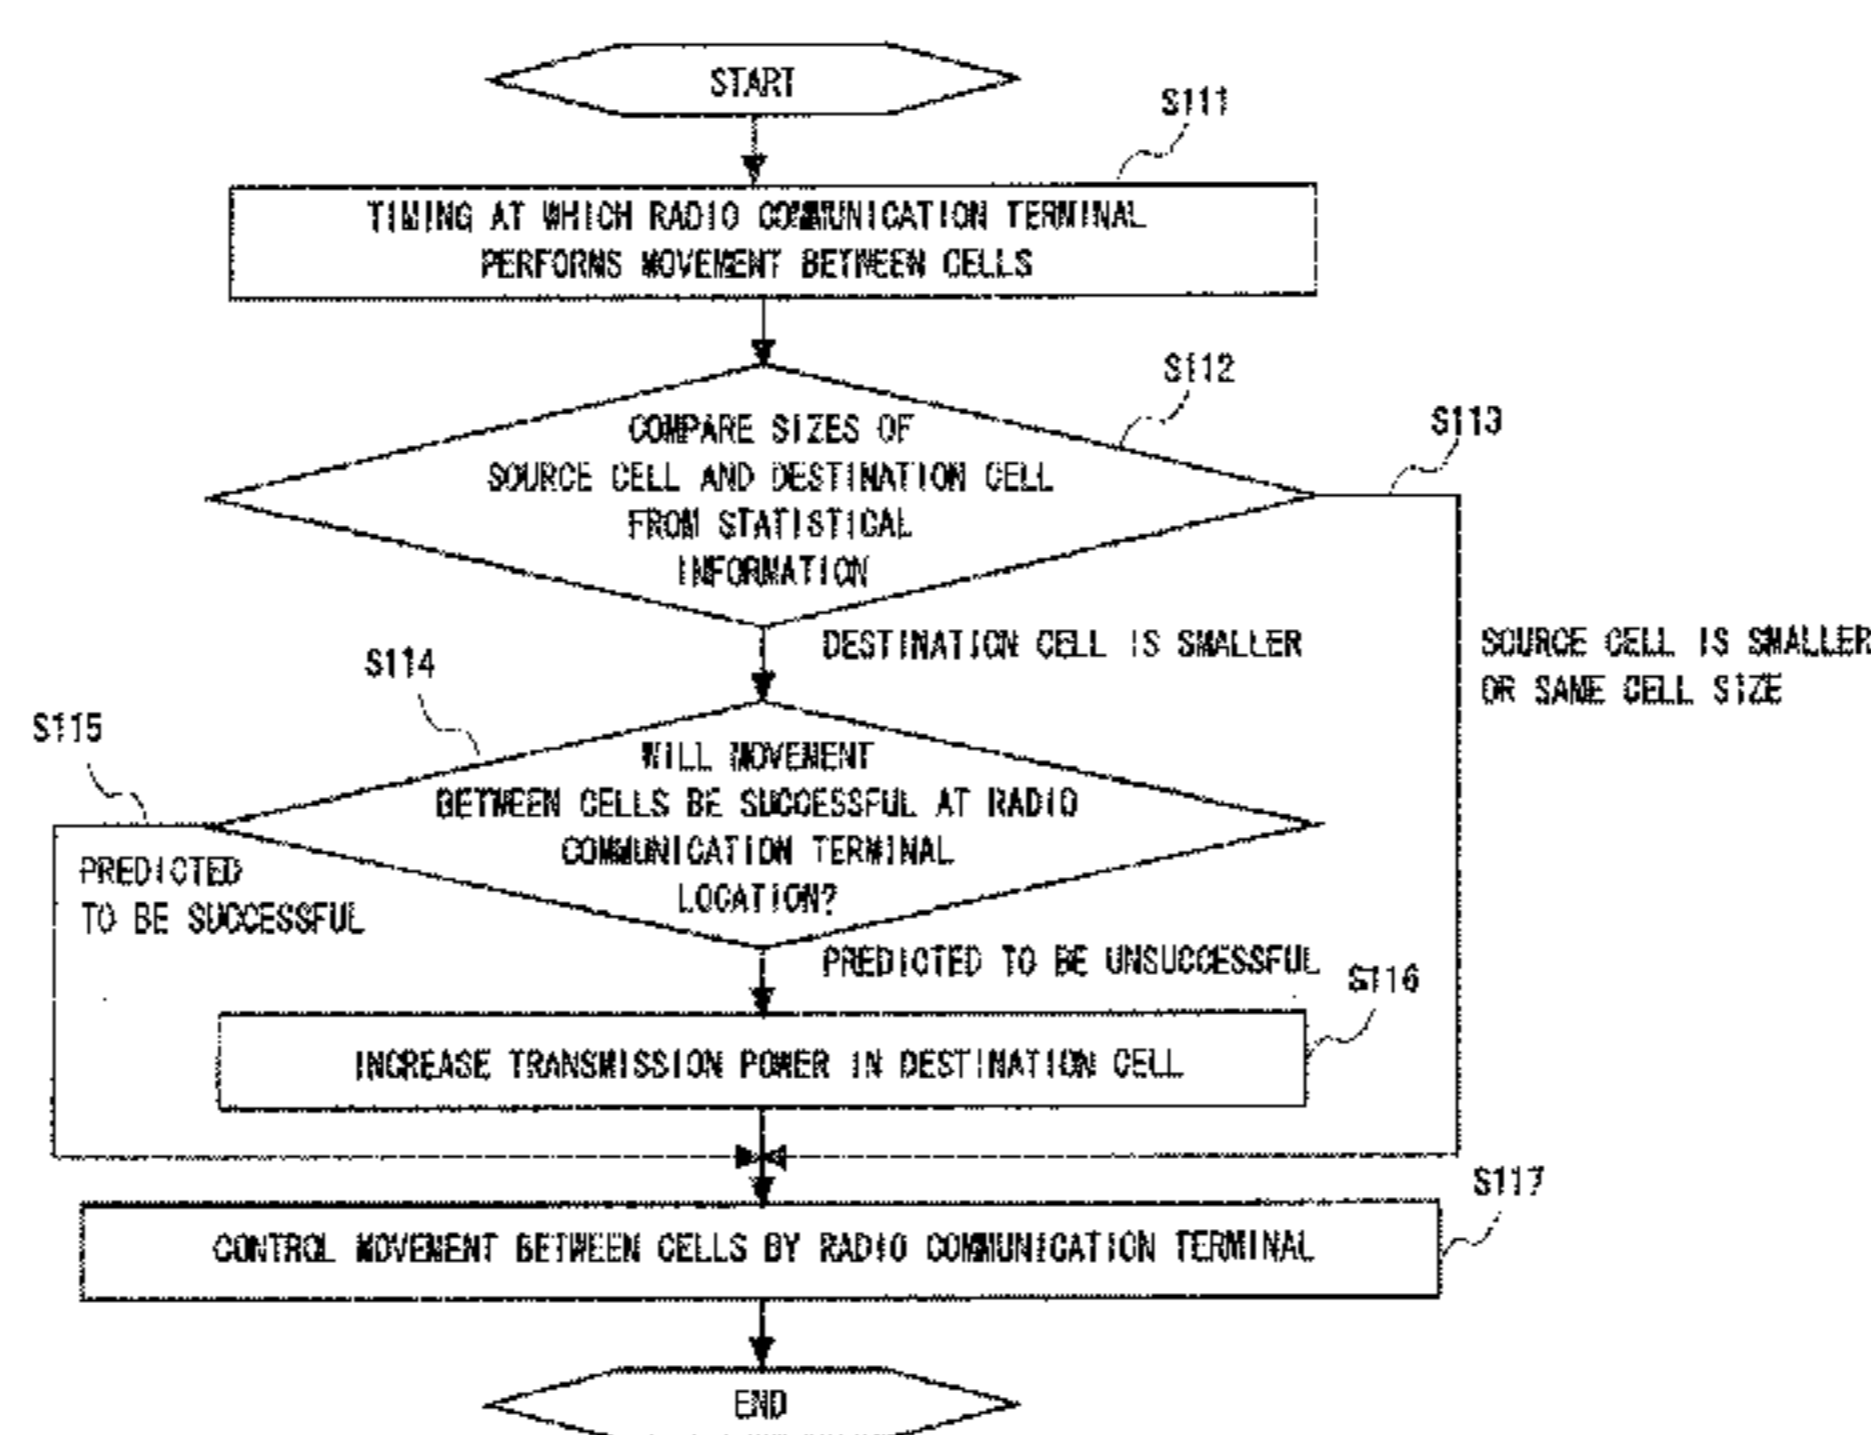 START
S111
TIMING AT WHICH RADIO COMMUNICATION TERMINAL
PERFORMS MOVEMENT BETWEEN CELLS
S112
S113
COMPARE SIZES OF
SOURCE CELL AND DESTINATION CELL
FROM STATISTICAL
INFORMATION
DESTINATION CELL IS SMALLER
SOURCE CELL IS SMALLER
OR SAME CELL SIZE
S114
S115
WILL MOVEMENT
BETWEEN CELLS BE SUCCESSFUL AT RADIO
COMMUNICATION TERMINAL
LOCATION?
PREDICTED
TO BE SUCCESSFUL
PREDICTED TO BE UNSUCCESSFUL
S116
INCREASE TRANSMISSION POWER IN DESTINATION CELL
S117
CONTROL MOVEMENT BETWEEN CELLS BY RADIO COMMUNICATION TERMINAL
END